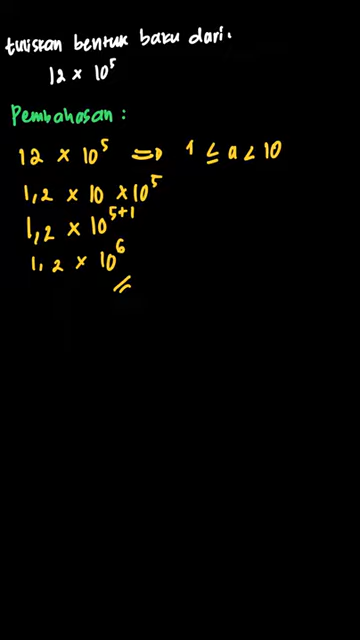 tuliskan bentuk baku dari.
12 × 10⁵
Pembahasan :
12 × 10⁵ ⇒ 1 ≤ a < 10
1,2 × 10 × 10⁵
1,2 × 10⁵⁺¹
1,2 × 10⁶